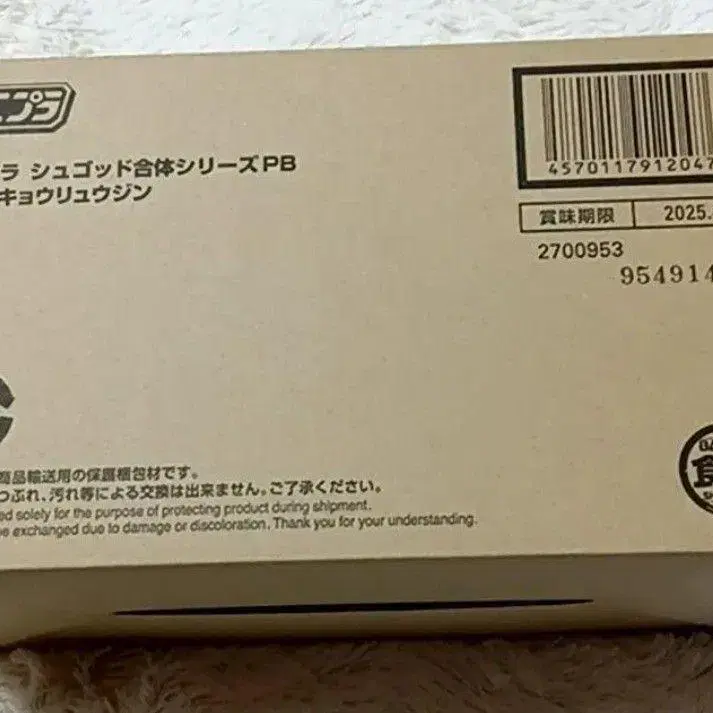 プラ
ラ シュゴッド合体シリーズPB
キョウリュウジン
4570117912047
賞味期限 2025.
2700953
954914
商品輸送用の保護梱包材です。
つぶれ、汚れ等による交換は出来ません。ご了承ください。
ed solely for the purpose of protecting product during shipment.
e exchanged due to damage or discoloration. Thank you for your understanding.
食